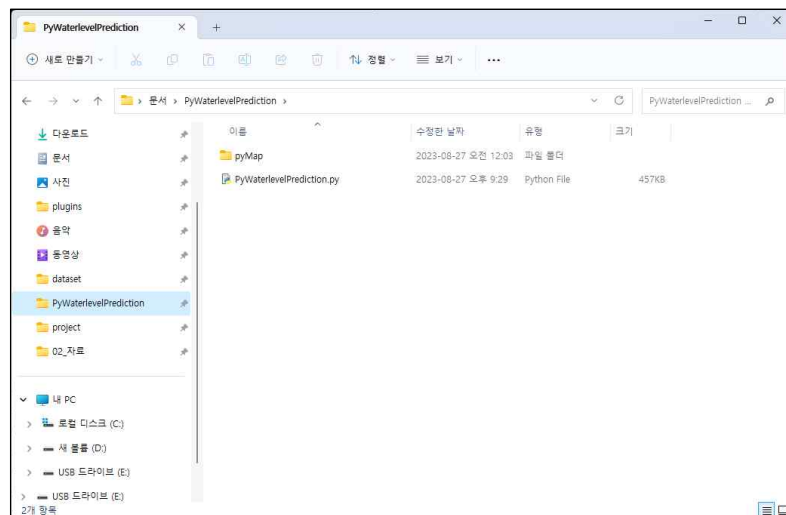 PyWaterlevelPrediction
새로 만들기
정렬
보기
문서 > PyWaterlevelPrediction >
PyWaterlevelPrediction ...
이름 수정한 날짜 유형 크기
pyMap 2023-08-27 오전 12:03 파일 폴더
PyWaterlevelPrediction.py 2023-08-27 오후 9:29 Python File 457KB
다운로드
문서
사진
plugins
음악
동영상
dataset
PyWaterlevelPrediction
project
02_자료
내 PC
로컬 디스크 (C:)
새 볼륨 (D:)
USB 드라이브 (E:)
USB 드라이브 (E:)
2개 항목